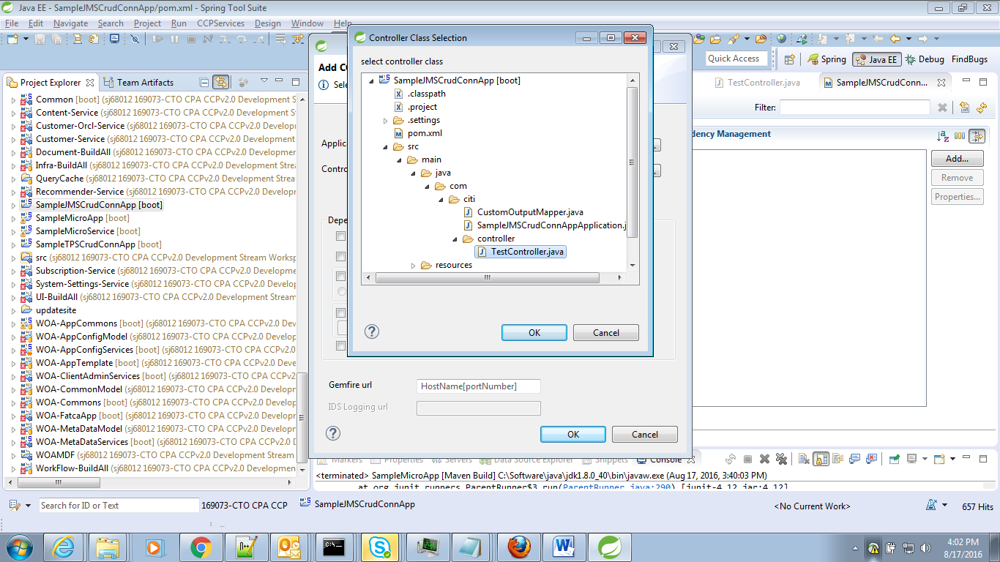 Java EE - SampleJMSCrudConnApp/pom.xml - Spring Tool Suite
File Edit Navigate Search Project Run CCPServices Design Window
Quick Access
Spring
Java EE
Debug
FindBugs
Project Explorer
Team Artifacts
Common [boot] (sj68012 169073-CTO CPA CCPv2.0 Development S
Content-Service (sj68012 169073-CTO CPA CCPv2.0 Development St
Customer-Orcl-Service (sj68012 169073-CTO CPA CCPv2.0 Develop
Customer-Service (sj68012 169073-CTO CPA CCPv2.0 Development
Document-BuildAll (sj68012 169073-CTO CPA CCPv2.0 Developmen
Infra-BuildAll (sj68012 169073-CTO CPA CCPv2.0 Development Stre
QueryCache (sj68012 169073-CTO CPA CCPv2.0 Development Strea
Recommender-Service (sj68012 169073-CTO CPA CCPv2.0 Develop
SampleJMSCrudConnApp [boot]
SampleMicroApp [boot]
SampleMicroService [boot]
SampleTPSCrudConnApp [boot]
src (sj68012 169073-CTO CPA CCPv2.0 Development Stream Worksp
Subscription-Service (sj68012 169073-CTO CPA CCPv2.0 Developme
System-Settings-Service (sj68012 169073-CTO CPA CCPv2.0 Develop
UI-BuildAll (sj68012 169073-CTO CPA CCPv2.0 Development Stream
updatesite
WOA-AppCommons [boot] (sj68012 169073-CTO CPA CCPv2.0 Dev
WOA-AppConfigModel (sj68012 169073-CTO CPA CCPv2.0 Develop
WOA-AppConfigServices [boot] (sj68012 169073-CTO CPA CCPv2.0
WOA-AppTemplate [boot] (sj68012 169073-CTO CPA CCPv2.0 Devel
WOA-ClientAdminServices [boot] (sj68012 169073-CTO CPA CCPv2
WOA-CommonModel (sj68012 169073-CTO CPA CCPv2.0 Developm
WOA-Commons [boot] (sj68012 169073-CTO CPA CCPv2.0 Develop
WOA-FatcaApp [boot] (sj68012 169073-CTO CPA CCPv2.0 Develop
WOA-MetaDataModel (sj68012 169073-CTO CPA CCPv2.0 Develop
WOA-MetaDataServices [boot] (sj68012 169073-CTO CPA CCPv2.0 D
WOAMDF (sj68012 169073-CTO CPA CCPv2.0 Development Stream
WorkFlow-BuildAll (sj68012 169073-CTO CPA CCPv2.0 Development
Add C
Sele
Applic
Contro
Depe
Gemfire url
HostName[portNumber]
IDS Logging url
OK
Cancel
Controller Class Selection
select controller class
SampleJMSCrudConnApp [boot]
.classpath
.project
.settings
pom.xml
src
main
java
com
citi
CustomOutputMapper.java
SampleJMSCrudConnAppApplication.j
controller
TestController.java
resources
OK
Cancel
TestController.java
SampleJMSCrudConn...
Filter:
dency Management
Add...
Remove
Properties...
Markers
Properties
Servers
Data Source Explorer
Snippets
Console
<terminated> SampleMicroApp [Maven Build] C:\Software\java\jdk1.8.0_40\bin\javaw.exe (Aug 17, 2016, 3:40:03 PM)
at org.junit.runners.ParentRunner$3.run(ParentRunner.java:290) [junit-4.12.jar:4.12]
Search for ID or Text
169073-CTO CPA CCP
SampleJMSCrudConnApp
<No Current Work>
657 Hits
4:02 PM
8/17/2016